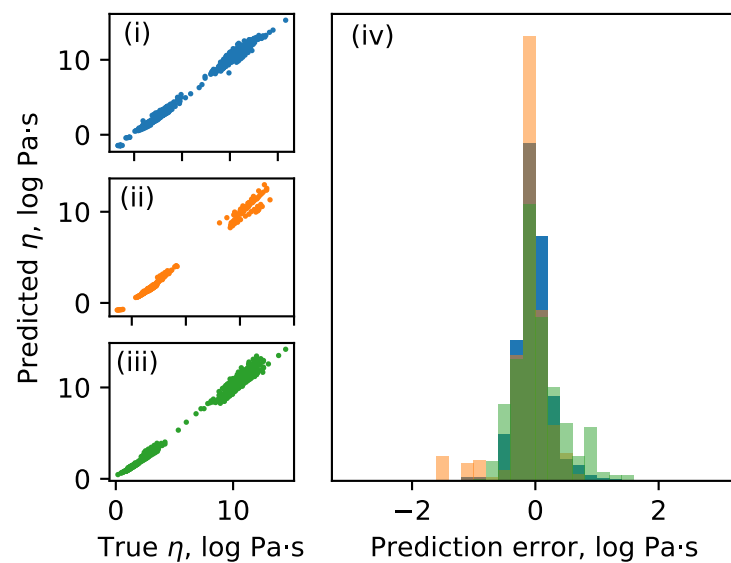 (i)
10
0
(ii)
10
0
(iii)
10
0
0
10
Predicted η, log Pa·s
True η, log Pa·s
(iv)
−2
0
2
Prediction error, log Pa·s